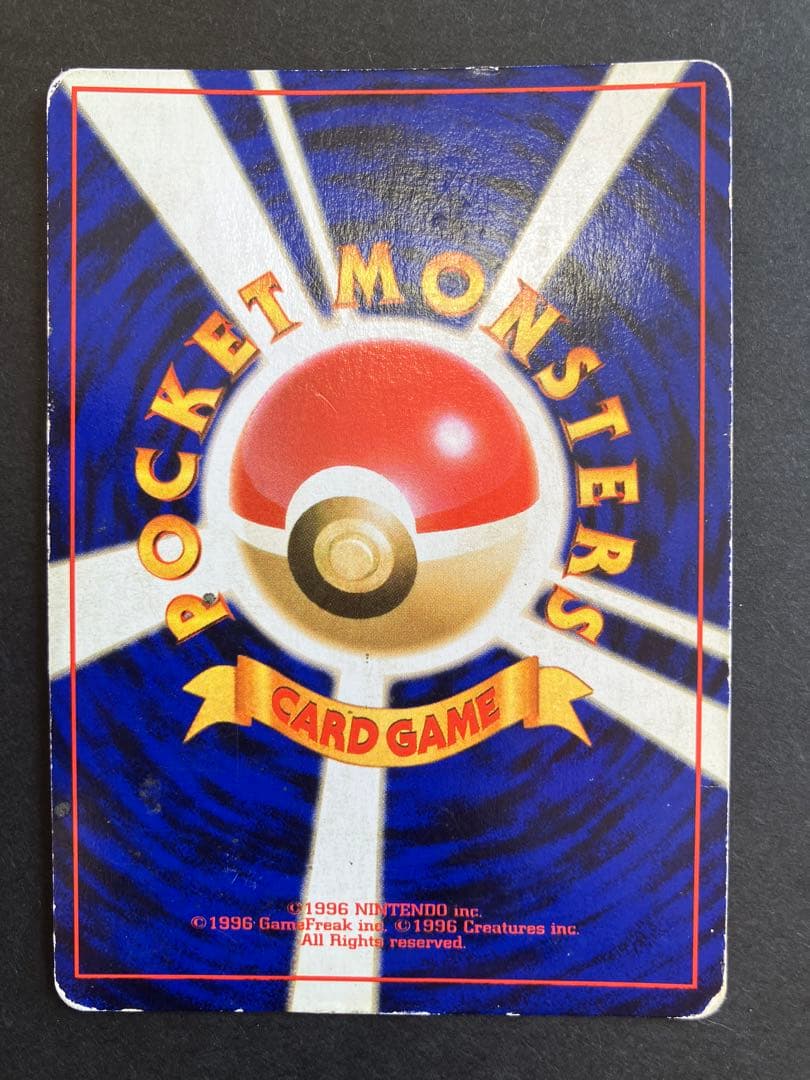 POCKET MONSTERS
CARD GAME
©1996 NINTENDO inc.
©1996 GameFreak inc. ©1996 Creatures inc.
All Rights reserved.